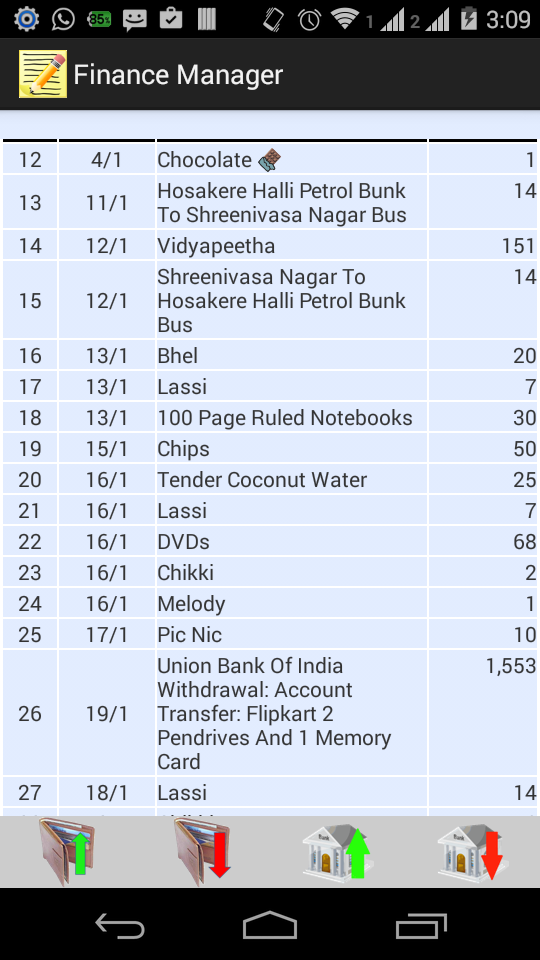 85%
1
2
3:09
Finance Manager
12 4/1 Chocolate 1
13 11/1 Hosakere Halli Petrol Bunk 14
To Shreenivasa Nagar Bus
14 12/1 Vidyapeetha 151
15 12/1 Shreenivasa Nagar To 14
Hosakere Halli Petrol Bunk
Bus
16 13/1 Bhel 20
17 13/1 Lassi 7
18 13/1 100 Page Ruled Notebooks 30
19 15/1 Chips 50
20 16/1 Tender Coconut Water 25
21 16/1 Lassi 7
22 16/1 DVDs 68
23 16/1 Chikki 2
24 16/1 Melody 1
25 17/1 Pic Nic 10
26 19/1 Union Bank Of India 1,553
Withdrawal: Account
Transfer: Flipkart 2
Pendrives And 1 Memory
Card
27 18/1 Lassi 14
Bank
Bank